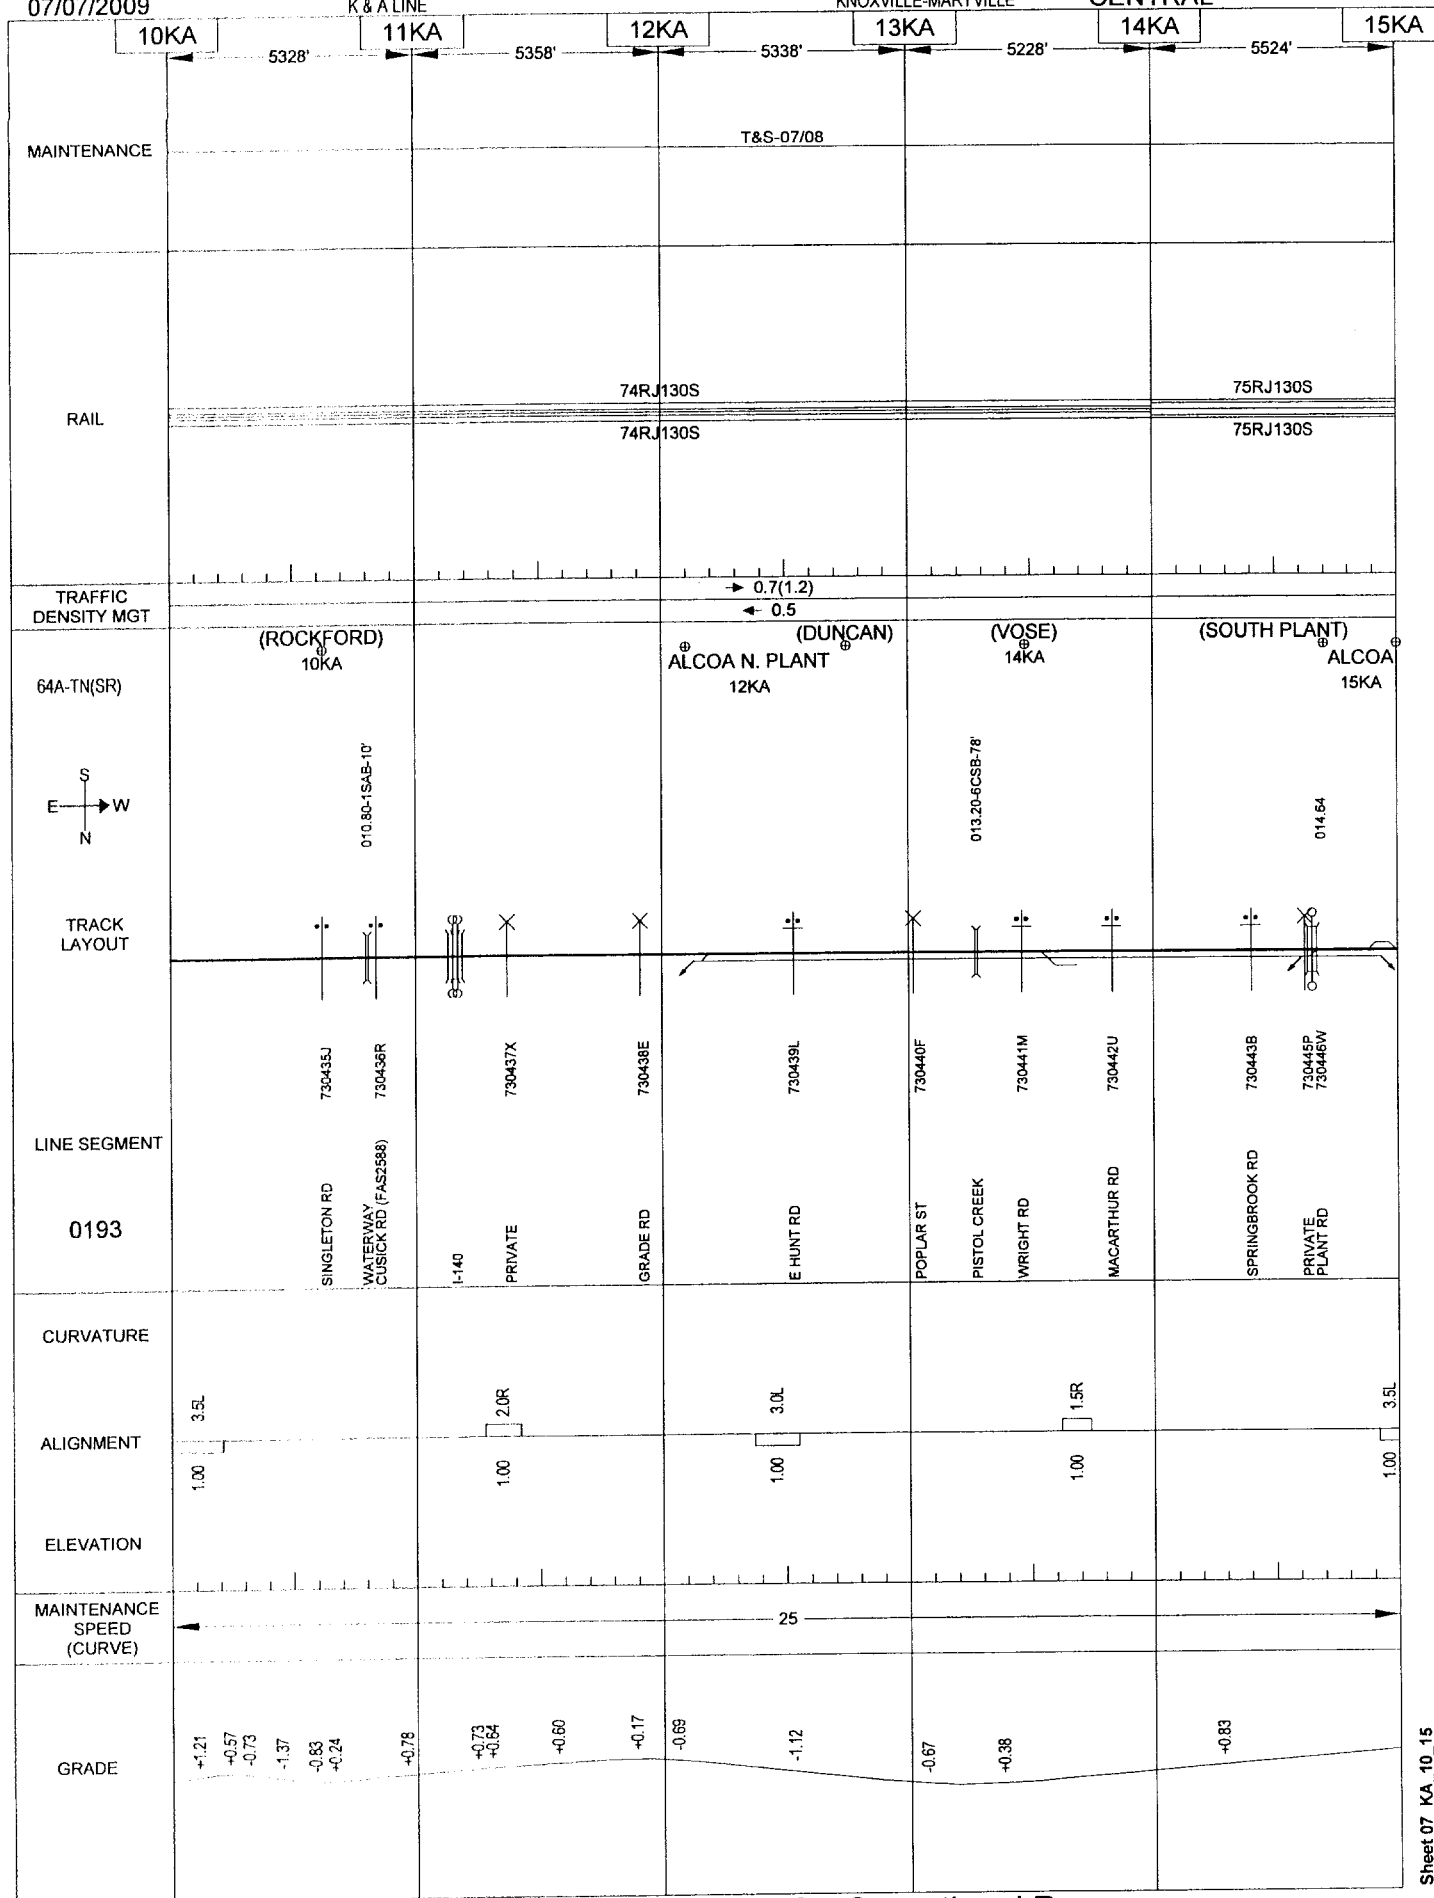 07/07/2009
K & A LINE
KNOXVILLE-MARYVILLE
CENTRAL
10KA 11KA 12KA 13KA 14KA 15KA
5328' 5358' 5338' 5228' 5524'
MAINTENANCE
T&S-07/08
RAIL
74RJ130S 75RJ130S
74RJ130S 75RJ130S
TRAFFIC
DENSITY MGT
0.7(1.2)
0.5
64A-TN(SR)
(ROCKFORD) (DUNCAN) (VOSE) (SOUTH PLANT)
10KA ALCOA N. PLANT 14KA ALCOA
12KA 15KA
S
E W
N
010.80-1SAB-10'
013.20-6CSB-78'
014.64
TRACK
LAYOUT
730435J
730436R
730437X
730438E
730439L
730440F
730441M
730442U
730443B
730445P
730446W
LINE SEGMENT
0193
SINGLETON RD
WATERWAY
CUSICK RD (FAS2588)
I-140
PRIVATE
GRADE RD
E HUNT RD
POPLAR ST
PISTOL CREEK
WRIGHT RD
MACARTHUR RD
SPRINGBROOK RD
PRIVATE
PLANT RD
CURVATURE
3.5L 2.0R 3.0L 1.5R 3.5L
ALIGNMENT
1.00 1.00 1.00 1.00 1.00
ELEVATION
MAINTENANCE
SPEED
(CURVE)
25
GRADE
+1.21
+0.57
-0.73
-1.37
-0.83
+0.24
+0.78
+0.73
+0.64
+0.60
+0.17
-0.69
-1.12
-0.67
+0.38
+0.83
Sheet 07 KA_10_15